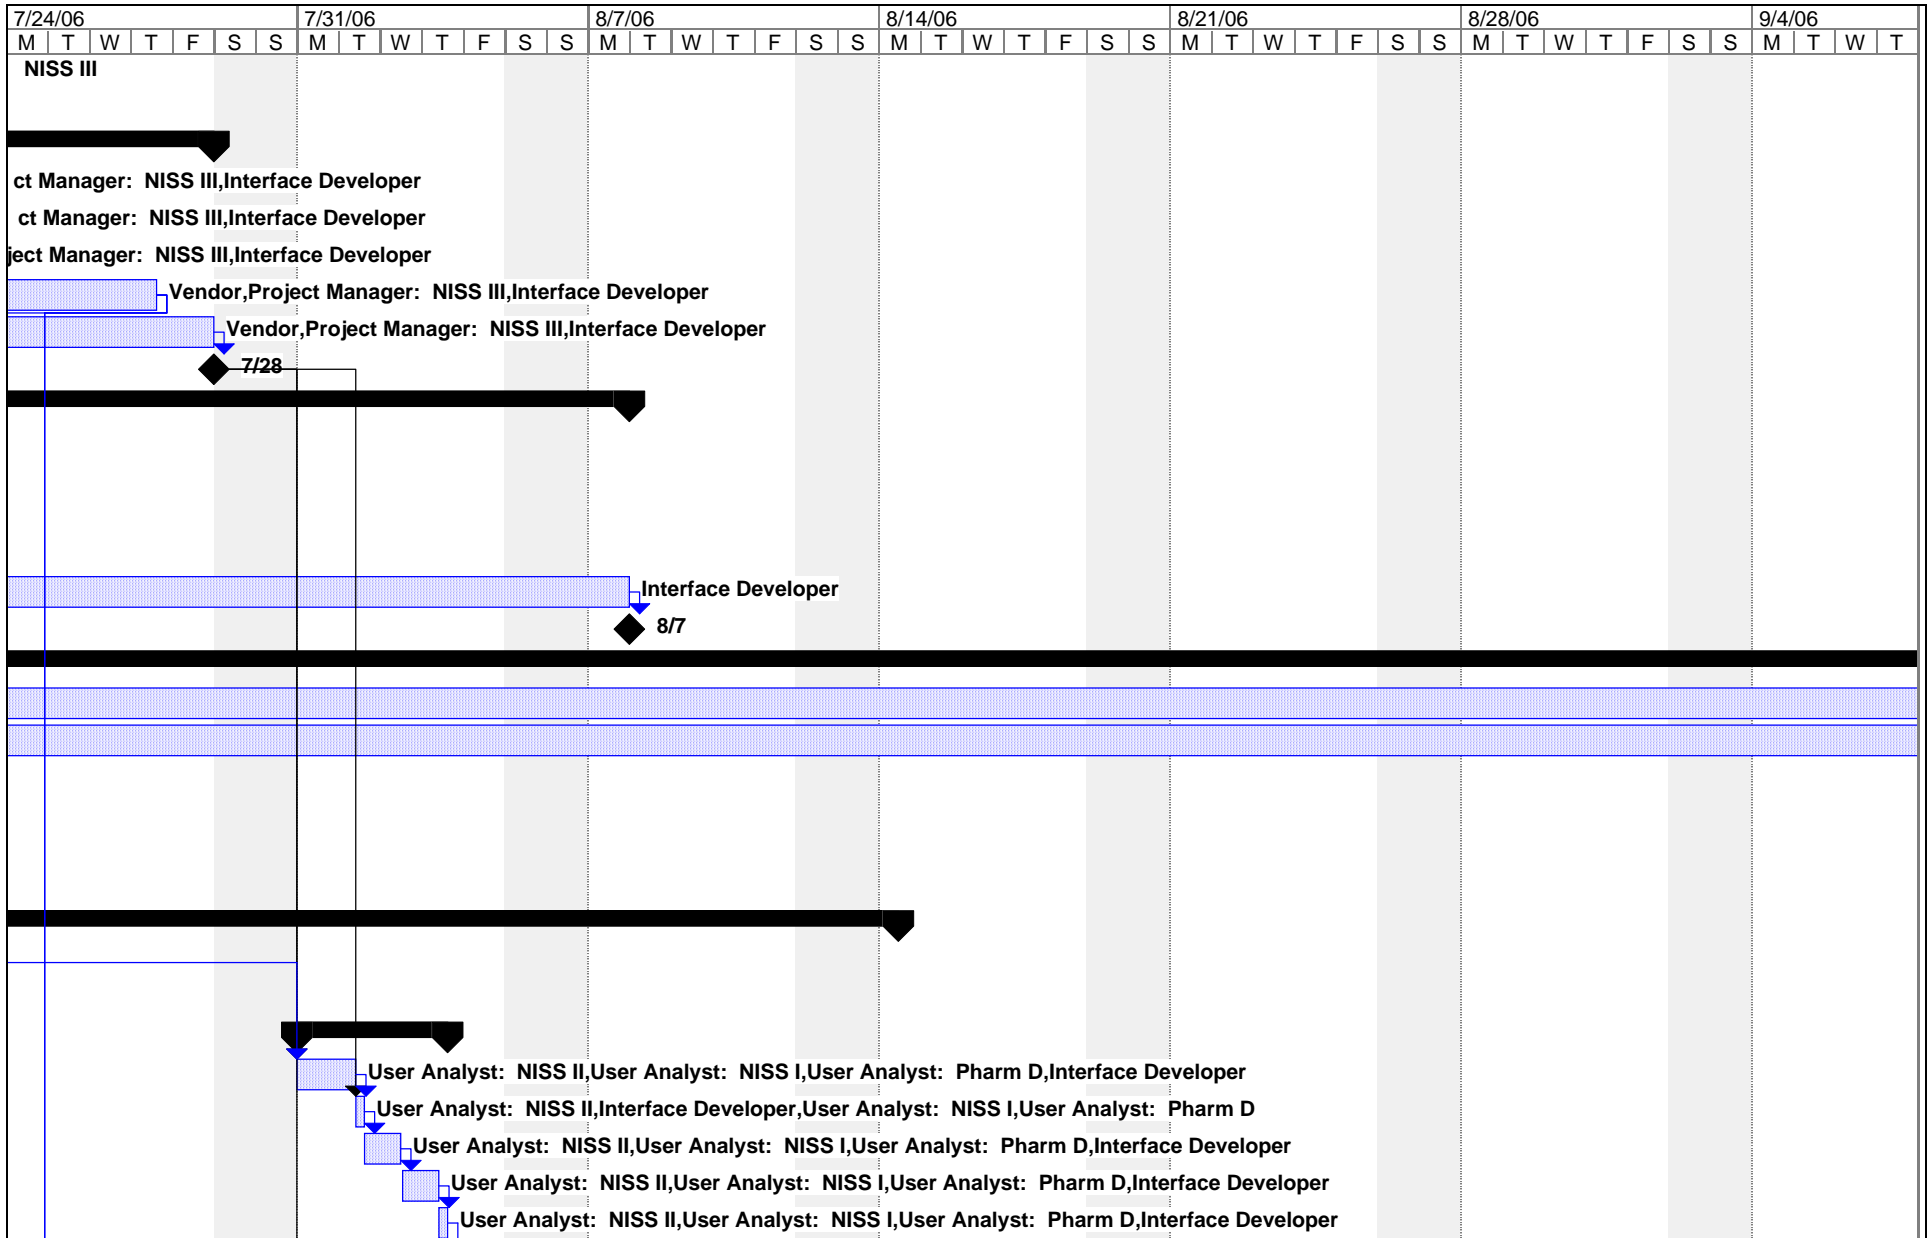 7/24/06 7/31/06 8/7/06 8/14/06 8/21/06 8/28/06 9/4/06
M T W T F S S M T W T F S S M T W T F S S M T W T F S S M T W T F S S M T W T F S S M T W T
NISS III
ct Manager: NISS III,Interface Developer
ct Manager: NISS III,Interface Developer
ject Manager: NISS III,Interface Developer
Vendor,Project Manager: NISS III,Interface Developer
Vendor,Project Manager: NISS III,Interface Developer
7/28
Interface Developer
8/7
User Analyst: NISS II,User Analyst: NISS I,User Analyst: Pharm D,Interface Developer
User Analyst: NISS II,Interface Developer,User Analyst: NISS I,User Analyst: Pharm D
User Analyst: NISS II,User Analyst: NISS I,User Analyst: Pharm D,Interface Developer
User Analyst: NISS II,User Analyst: NISS I,User Analyst: Pharm D,Interface Developer
User Analyst: NISS II,User Analyst: NISS I,User Analyst: Pharm D,Interface Developer